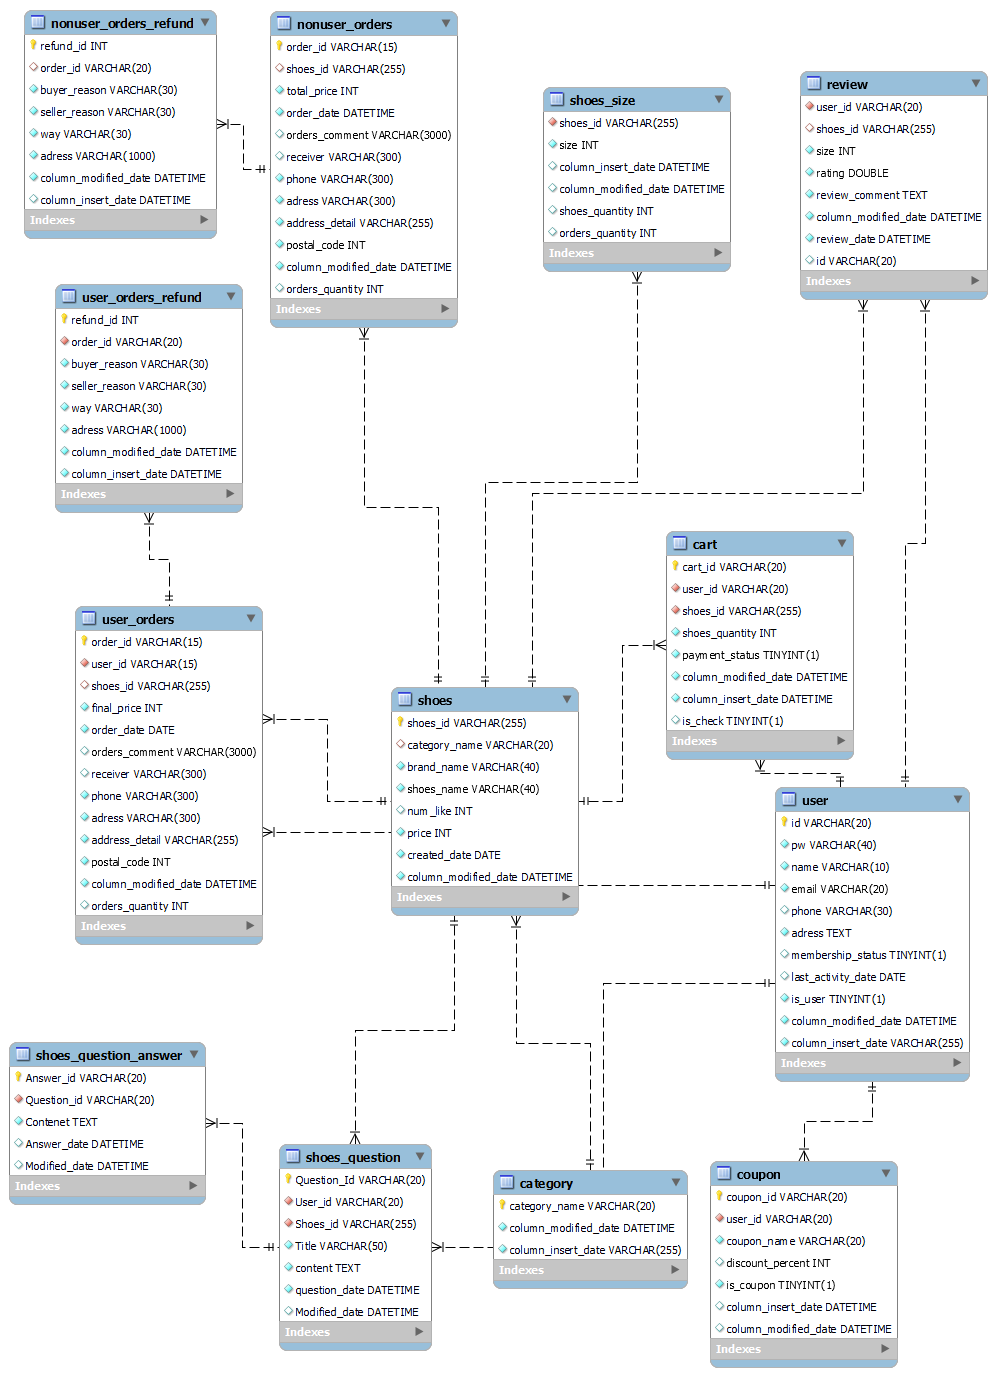 nonuser_orders_refund
refund_id INT
order_id VARCHAR(20)
buyer_reason VARCHAR(30)
seller_reason VARCHAR(30)
way VARCHAR(30)
adress VARCHAR(1000)
column_modified_date DATETIME
column_insert_date DATETIME
Indexes
nonuser_orders
order_id VARCHAR(15)
shoes_id VARCHAR(255)
total_price INT
order_date DATETIME
orders_comment VARCHAR(3000)
receiver VARCHAR(300)
phone VARCHAR(300)
adress VARCHAR(300)
address_detail VARCHAR(255)
postal_code INT
column_modified_date DATETIME
orders_quantity INT
Indexes
shoes_size
shoes_id VARCHAR(255)
size INT
column_insert_date DATETIME
column_modified_date DATETIME
shoes_quantity INT
orders_quantity INT
Indexes
review
user_id VARCHAR(20)
shoes_id VARCHAR(255)
size INT
rating DOUBLE
review_comment TEXT
column_modified_date DATETIME
review_date DATETIME
id VARCHAR(20)
Indexes
user_orders_refund
refund_id INT
order_id VARCHAR(20)
buyer_reason VARCHAR(30)
seller_reason VARCHAR(30)
way VARCHAR(30)
adress VARCHAR(1000)
column_modified_date DATETIME
column_insert_date DATETIME
Indexes
user_orders
order_id VARCHAR(15)
user_id VARCHAR(15)
shoes_id VARCHAR(255)
final_price INT
order_date DATE
orders_comment VARCHAR(3000)
receiver VARCHAR(300)
phone VARCHAR(300)
adress VARCHAR(300)
address_detail VARCHAR(255)
postal_code INT
column_modified_date DATETIME
orders_quantity INT
Indexes
shoes
shoes_id VARCHAR(255)
category_name VARCHAR(20)
brand_name VARCHAR(40)
shoes_name VARCHAR(40)
num_like INT
price INT
created_date DATE
column_modified_date DATETIME
Indexes
cart
cart_id VARCHAR(20)
user_id VARCHAR(20)
shoes_id VARCHAR(255)
shoes_quantity INT
payment_status TINYINT(1)
column_modified_date DATETIME
column_insert_date DATETIME
is_check TINYINT(1)
Indexes
user
id VARCHAR(20)
pw VARCHAR(40)
name VARCHAR(10)
email VARCHAR(20)
phone VARCHAR(30)
adress TEXT
membership_status TINYINT(1)
last_activity_date DATE
is_user TINYINT(1)
column_modified_date DATETIME
column_insert_date VARCHAR(255)
Indexes
shoes_question_answer
Answer_id VARCHAR(20)
Question_id VARCHAR(20)
Contenet TEXT
Answer_date DATETIME
Modified_date DATETIME
Indexes
shoes_question
Question_Id VARCHAR(20)
User_id VARCHAR(20)
Shoes_id VARCHAR(255)
Title VARCHAR(50)
content TEXT
question_date DATETIME
Modified_date DATETIME
Indexes
category
category_name VARCHAR(20)
column_modified_date DATETIME
column_insert_date VARCHAR(255)
Indexes
coupon
coupon_id VARCHAR(20)
user_id VARCHAR(20)
coupon_name VARCHAR(20)
discount_percent INT
is_coupon TINYINT(1)
column_insert_date DATETIME
column_modified_date DATETIME
Indexes